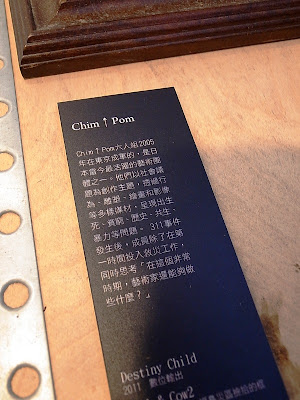 Chim↑Pom
Chim↑Pom六人組2005
年在東京成軍的，是日
本當今最活躍的藝術團
體之一。他們以社會議
題為創作主題，透過行
為、雕塑、繪畫和影像
等多樣媒材，呈現出生
死、貧窮、歷史、共生、
暴力等問題。311事件
發生後，成員除了在第
一時間投入救災工作，
同時思考「在這個非常
時期，藝術家還能夠做
些什麼？」
Destiny Child
2011 數位輸出
& Cow2